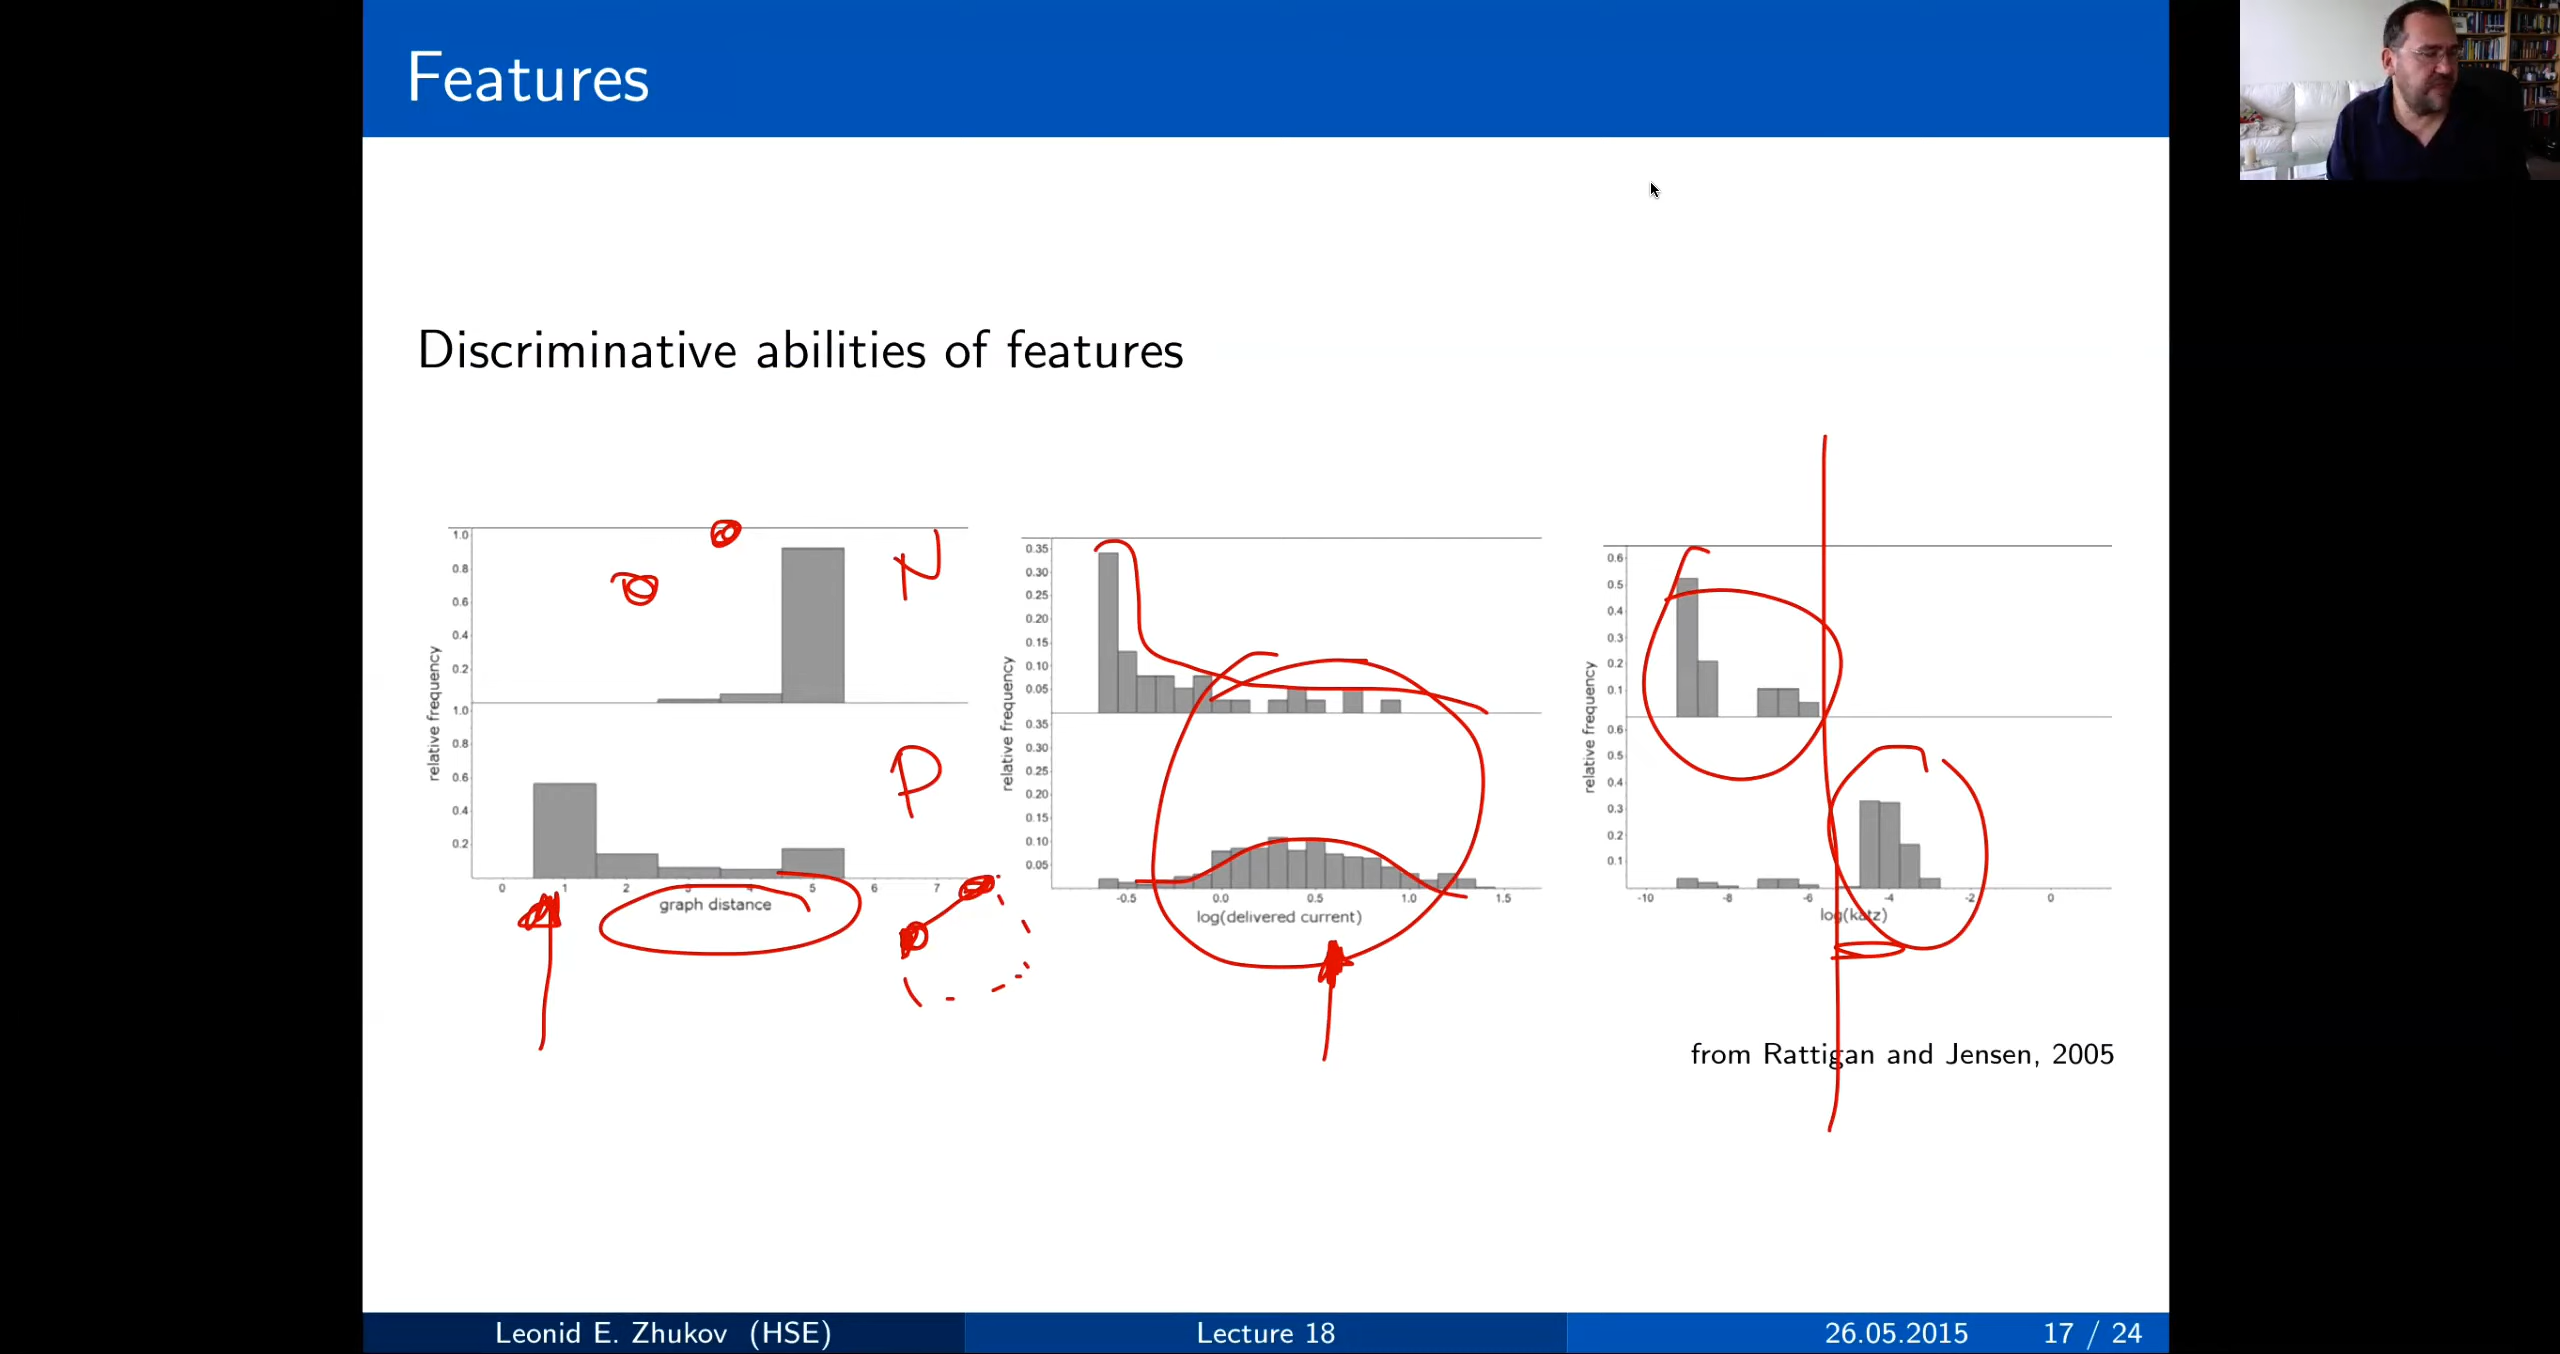 Features
Discriminative abilities of features
1.0
0.8
0.6
0.4
0.2
1.0
0.8
0.6
0.4
0.2
relative frequency
0 1 2 3 4 5 6 7
graph distance
N
P
0.35
0.30
0.25
0.20
0.15
0.10
0.05
0.35
0.30
0.25
0.20
0.15
0.10
0.05
relative frequency
-0.5 0.0 0.5 1.0 1.5
log(delivered current)
0.6
0.5
0.4
0.3
0.2
0.1
0.6
0.5
0.4
0.3
0.2
0.1
relative frequency
-10 -8 -6 -4 -2 0
log(katz)
from Rattigan and Jensen, 2005
Leonid E. Zhukov (HSE) Lecture 18 26.05.2015 17 / 24